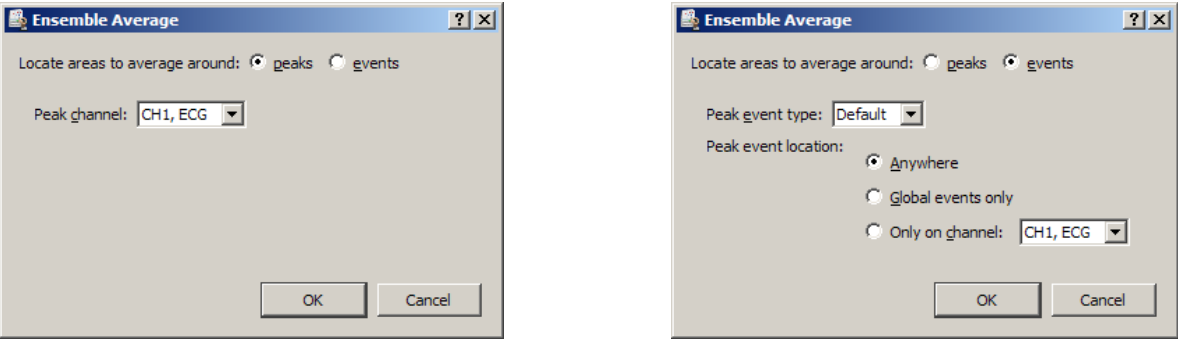 Ensemble Average
Locate areas to average around: peaks events
Peak channel: CH1, ECG
OK Cancel
Ensemble Average
Locate areas to average around: peaks events
Peak event type: Default
Peak event location:
Anywhere
Global events only
Only on channel: CH1, ECG
OK Cancel